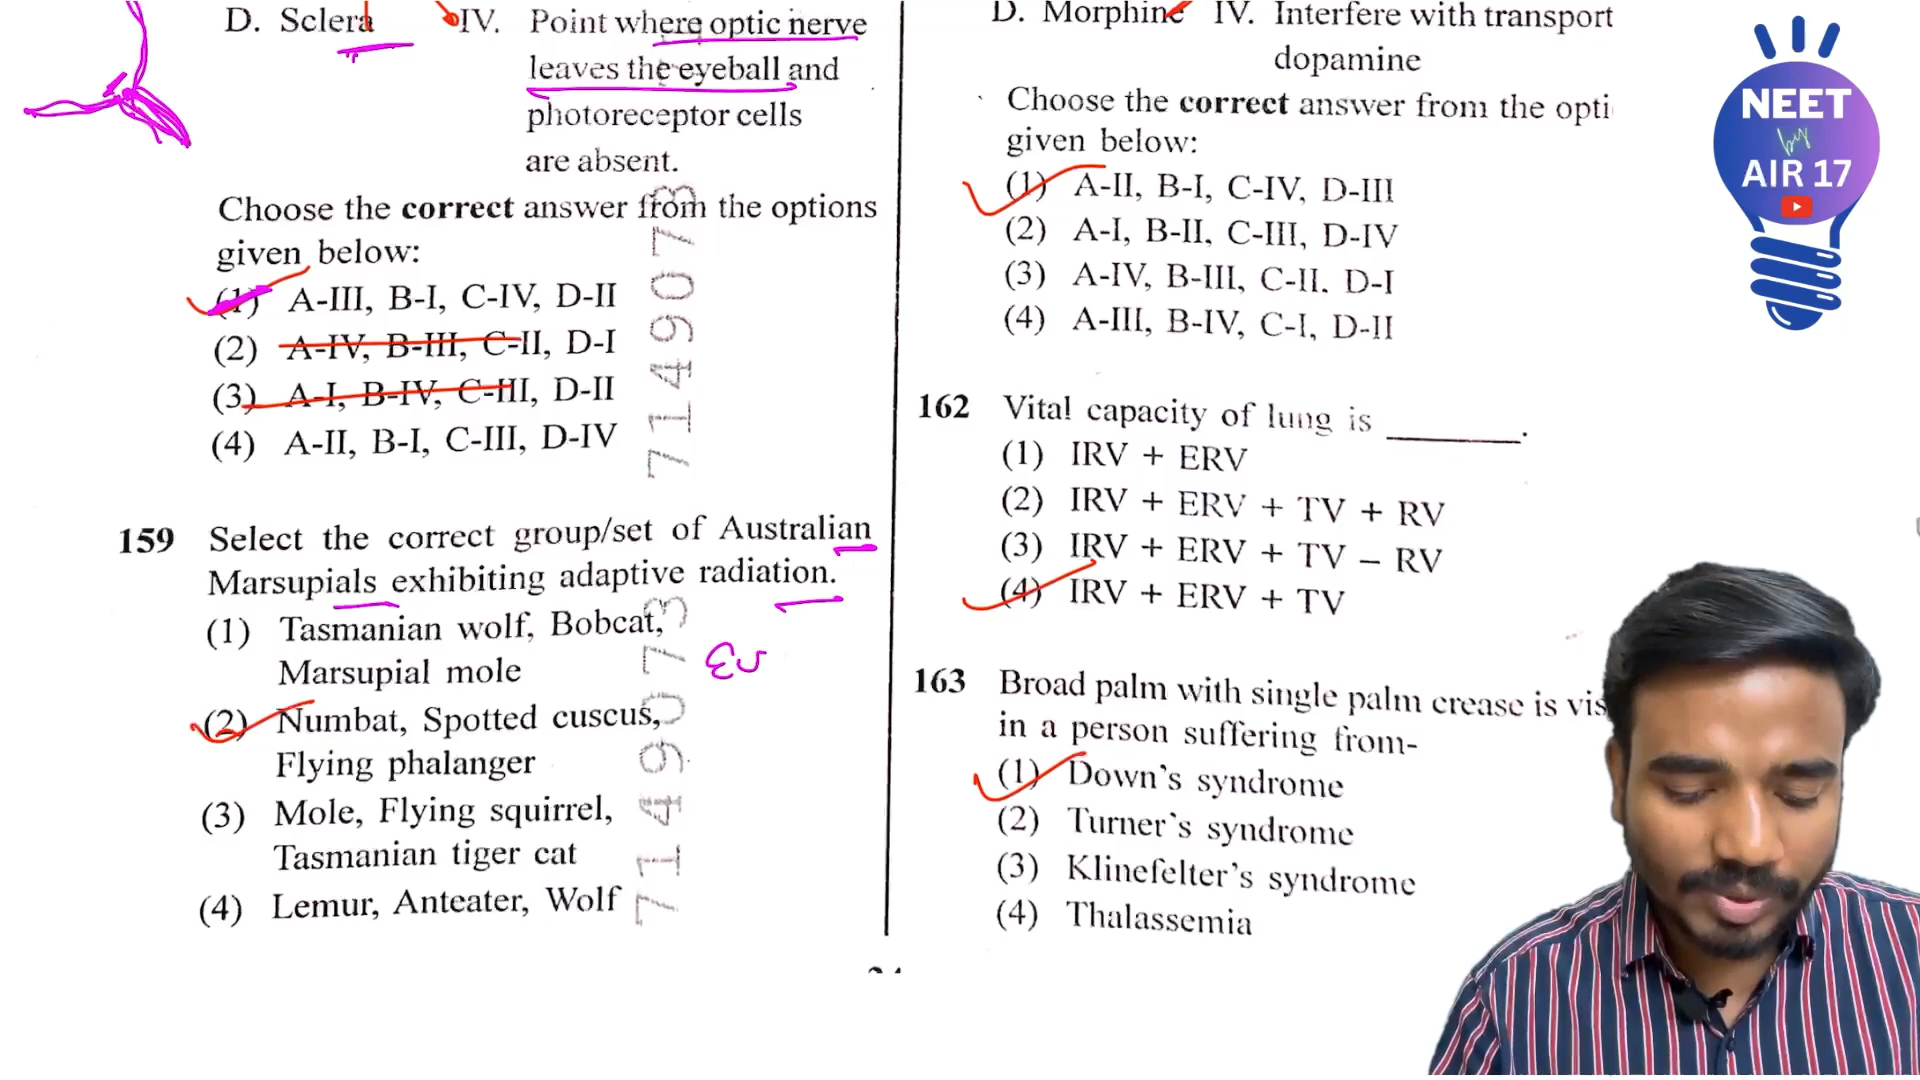 D. Sclera IV. Point where optic nerve
leaves the eyeball and
photoreceptor cells
are absent.
Choose the correct answer from the options
given below:
(1) A-III, B-I, C-IV, D-II
(2) A-IV, B-III, C-II, D-I
(3) A-I, B-IV, C-III, D-II
(4) A-II, B-I, C-III, D-IV
159 Select the correct group/set of Australian
Marsupials exhibiting adaptive radiation.
(1) Tasmanian wolf, Bobcat,
Marsupial mole
(2) Numbat, Spotted cuscus,
Flying phalanger
(3) Mole, Flying squirrel,
Tasmanian tiger cat
(4) Lemur, Anteater, Wolf
7149073
7149073
D. Morphine IV. Interfere with transport
dopamine
Choose the correct answer from the opti
given below:
(1) A-II, B-I, C-IV, D-III
(2) A-I, B-II, C-III, D-IV
(3) A-IV, B-III, C-II, D-I
(4) A-III, B-IV, C-I, D-II
162 Vital capacity of lung is ______.
(1) IRV + ERV
(2) IRV + ERV + TV + RV
(3) IRV + ERV + TV – RV
(4) IRV + ERV + TV
163 Broad palm with single palm crease is vis
in a person suffering from-
(1) Down's syndrome
(2) Turner's syndrome
(3) Klinefelter's syndrome
(4) Thalassemia
NEET
by
AIR 17